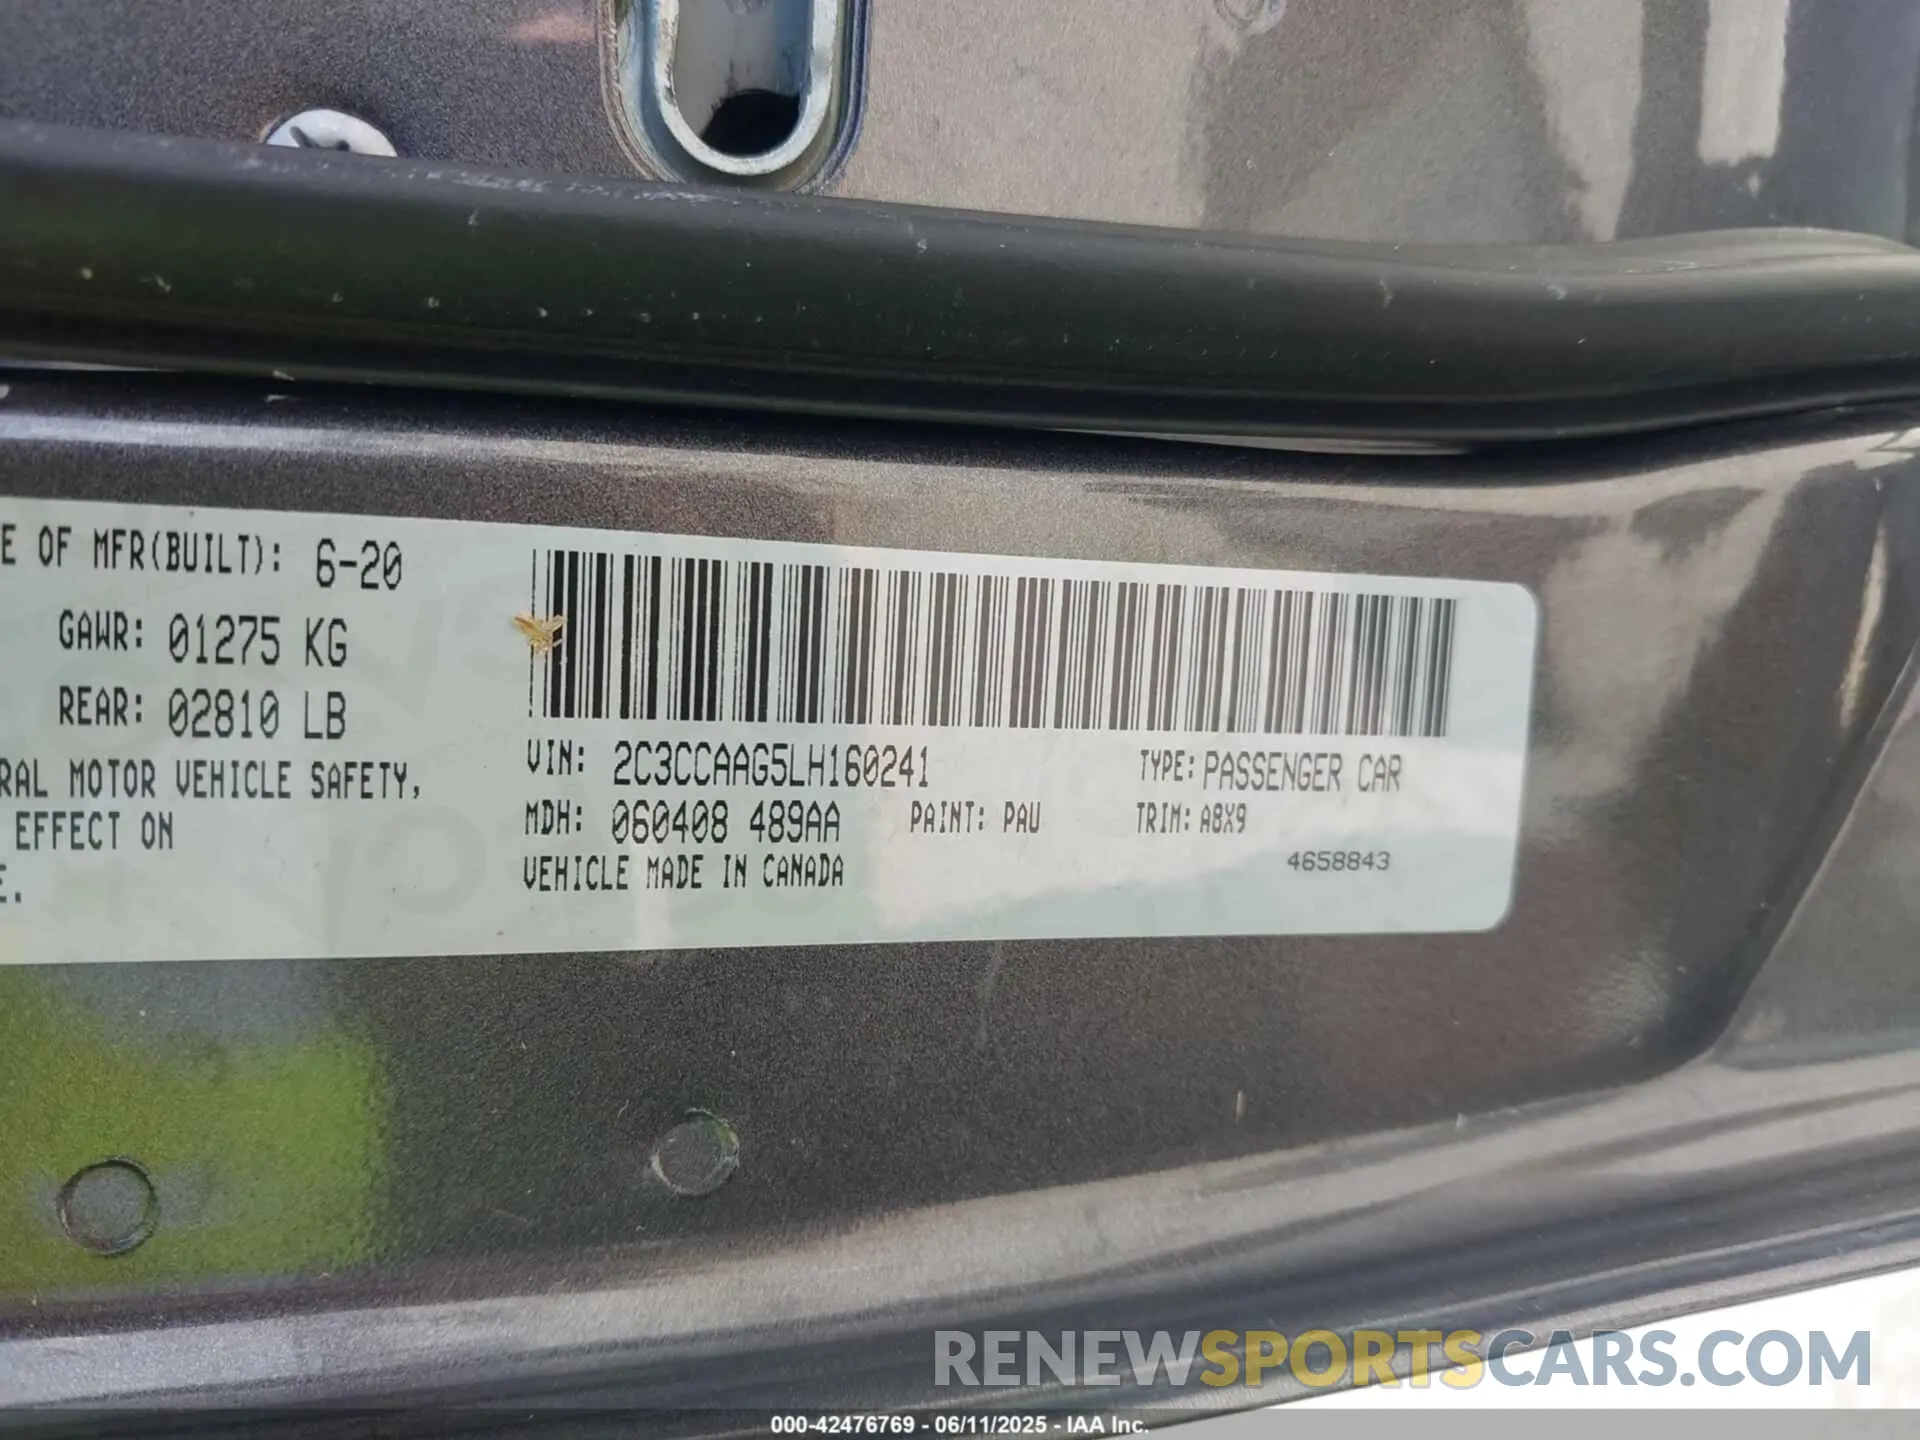 E OF MFR(BUILT): 6-20
GAWR: 01275 KG
REAR: 02810 LB
RAL MOTOR VEHICLE SAFETY,
EFFECT ON
E.
VIN: 2C3CCAAG5LH160241 TYPE: PASSENGER CAR
MDH: 060408 489AA PAINT: PAU TRIM: A8X9
VEHICLE MADE IN CANADA
4658843
RENEWSPORTSCARS.COM
000-42476769 - 06/11/2025 - IAA Inc.